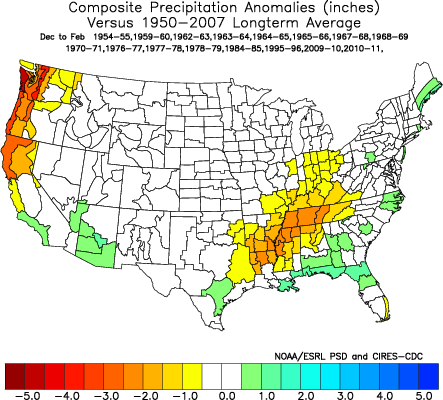 Composite Precipitation Anomalies (inches)
Versus 1950-2007 Longterm Average
Dec to Feb 1954-55,1959-60,1962-63,1963-64,1964-65,1965-66,1967-68,1968-69
1970-71,1976-77,1977-78,1978-79,1984-85,1995-96,2009-10,2010-11,
NOAA/ESRL PSD and CIRES-CDC
-5.0 -4.0 -3.0 -2.0 -1.0 0.0 1.0 2.0 3.0 4.0 5.0